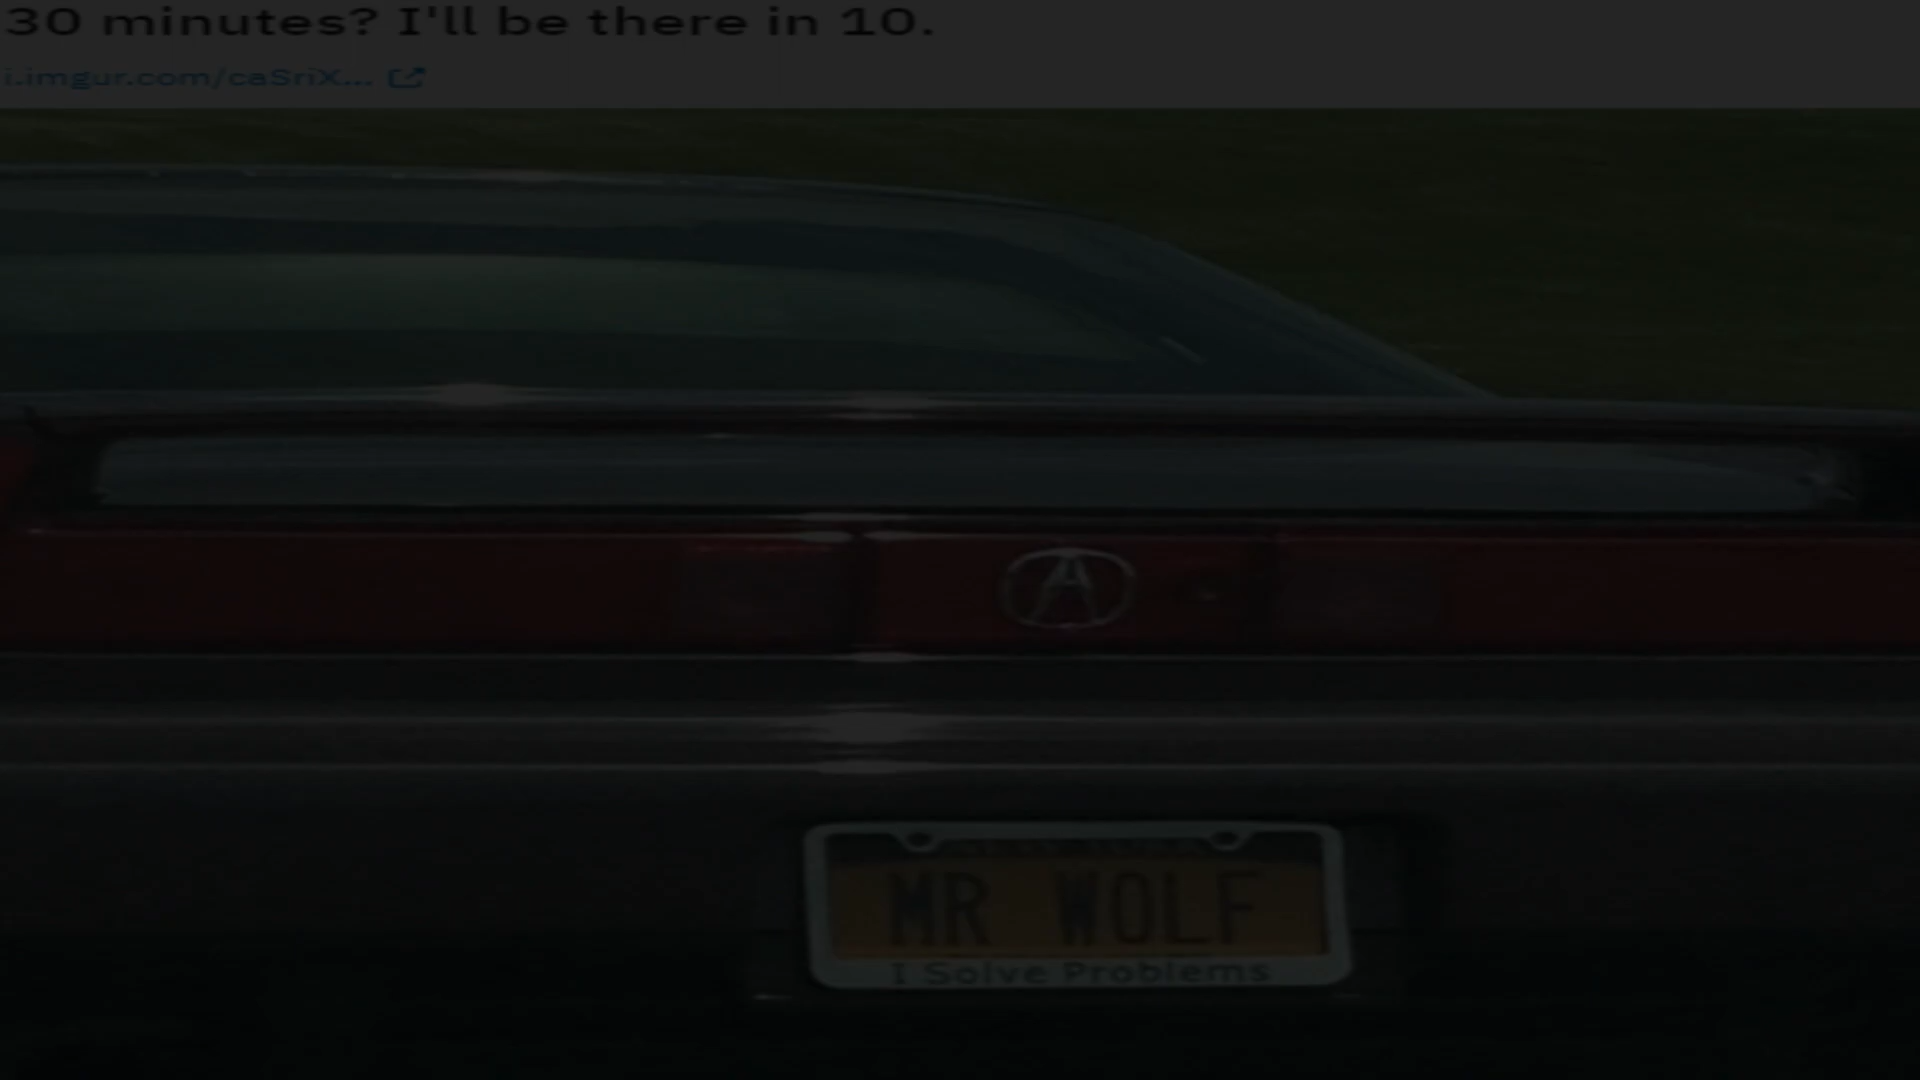 30 minutes? I'll be there in 10.
i.imgur.com/caSriX...
MR WOLF
I Solve Problems